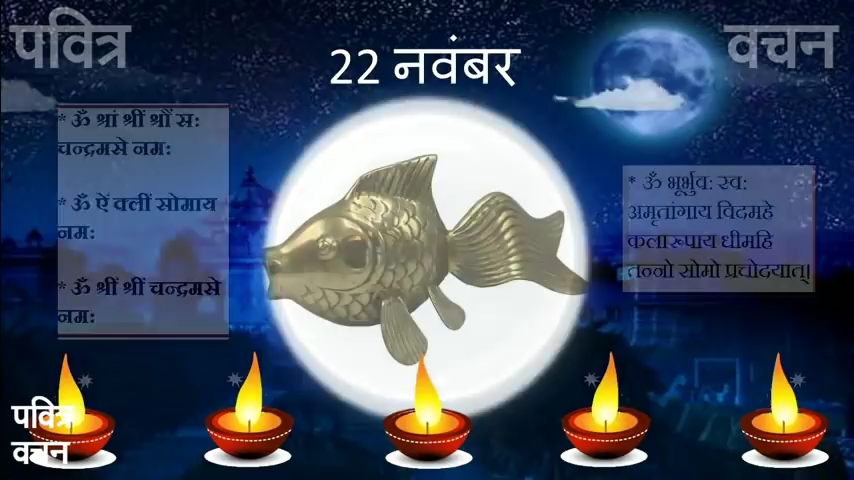 पवित्र
वचन
22 नवंबर
* ॐ श्रां श्रीं श्रौं सः
चन्द्रमसे नमः
* ॐ ऐं क्लीं सोमाय
नमः
* ॐ श्रीं श्रीं चन्द्रमसे
नमः
* ॐ भूर्भुवः स्वः
अमृतांगाय विदमहे
कलारूपाय धीमहि
तन्नो सोमो प्रचोदयात्।
पवित्र
वचन